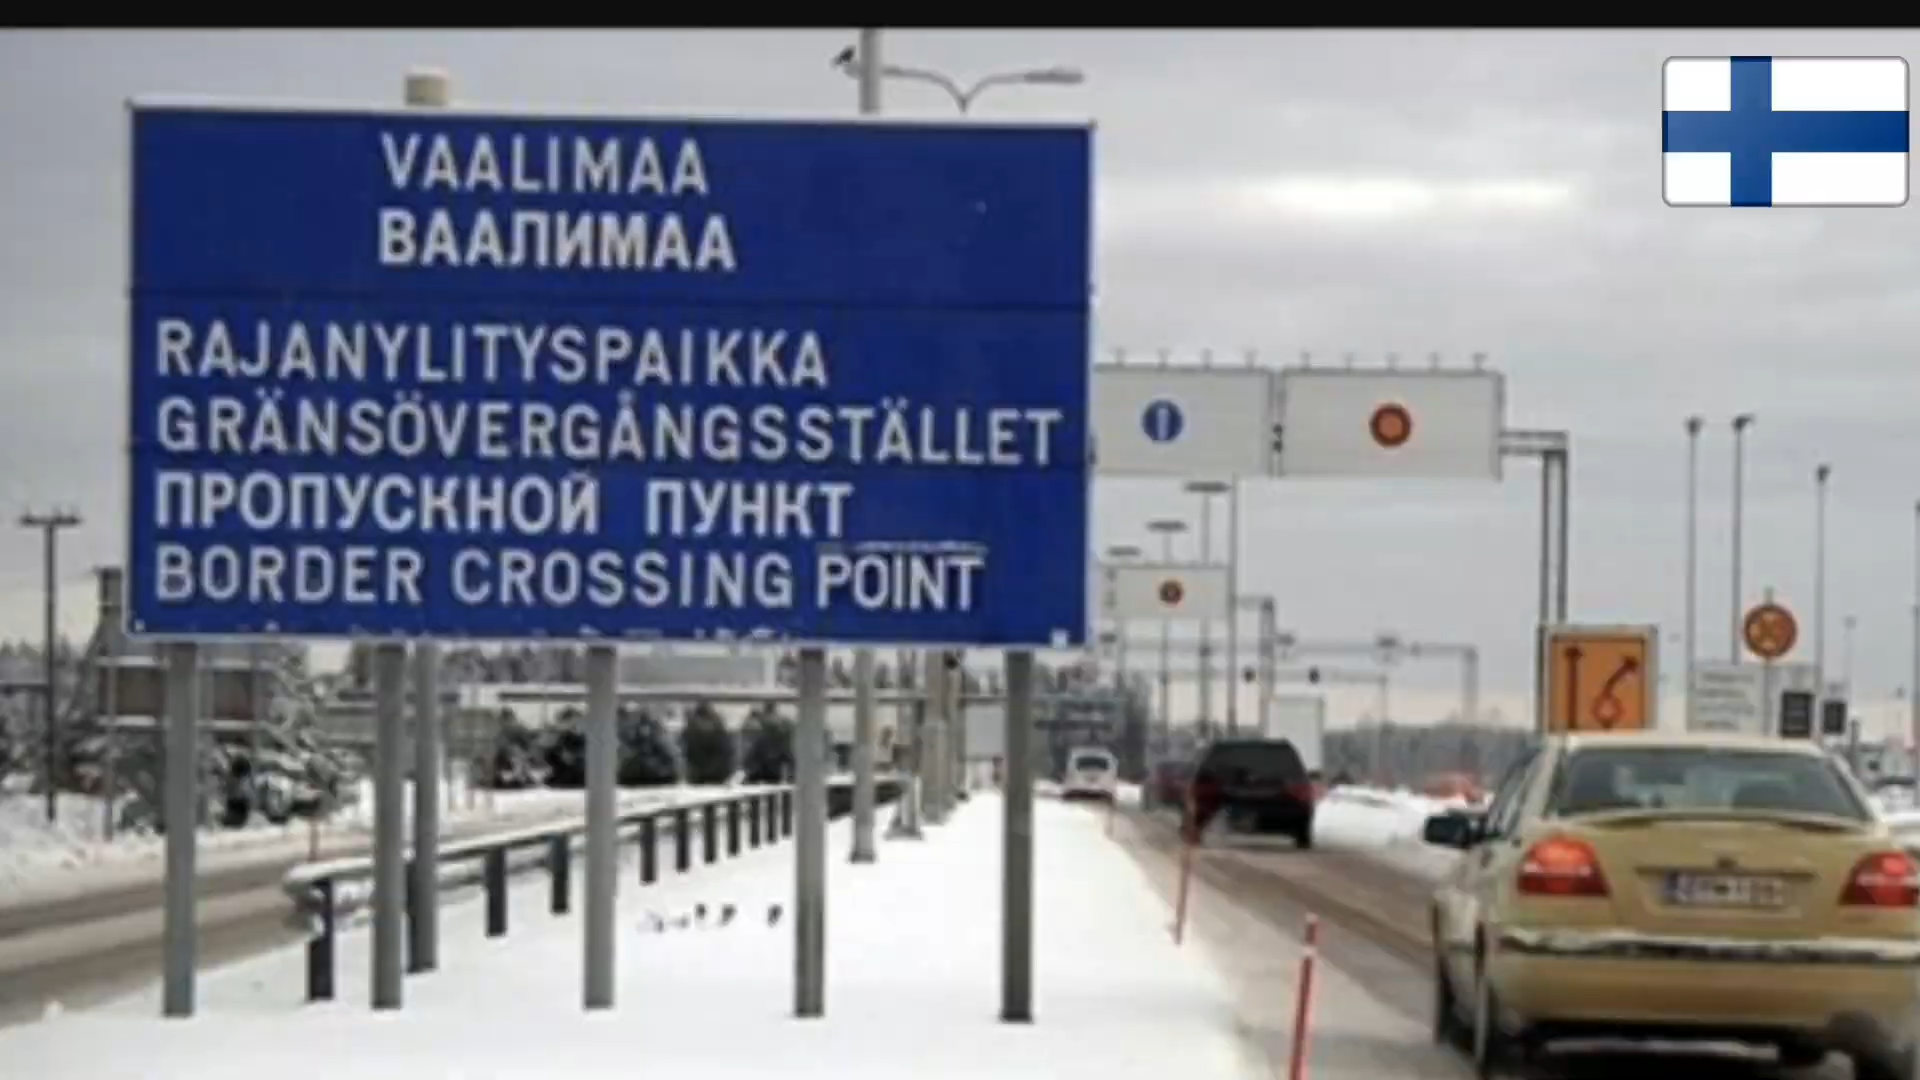 VAALIMAA
ВААЛИМАА
RAJANYLITYSPAIKKA
GRÄNSÖVERGÅNGSSTÄLLET
ПРОПУСКНОЙ ПУНКТ
BORDER CROSSING POINT